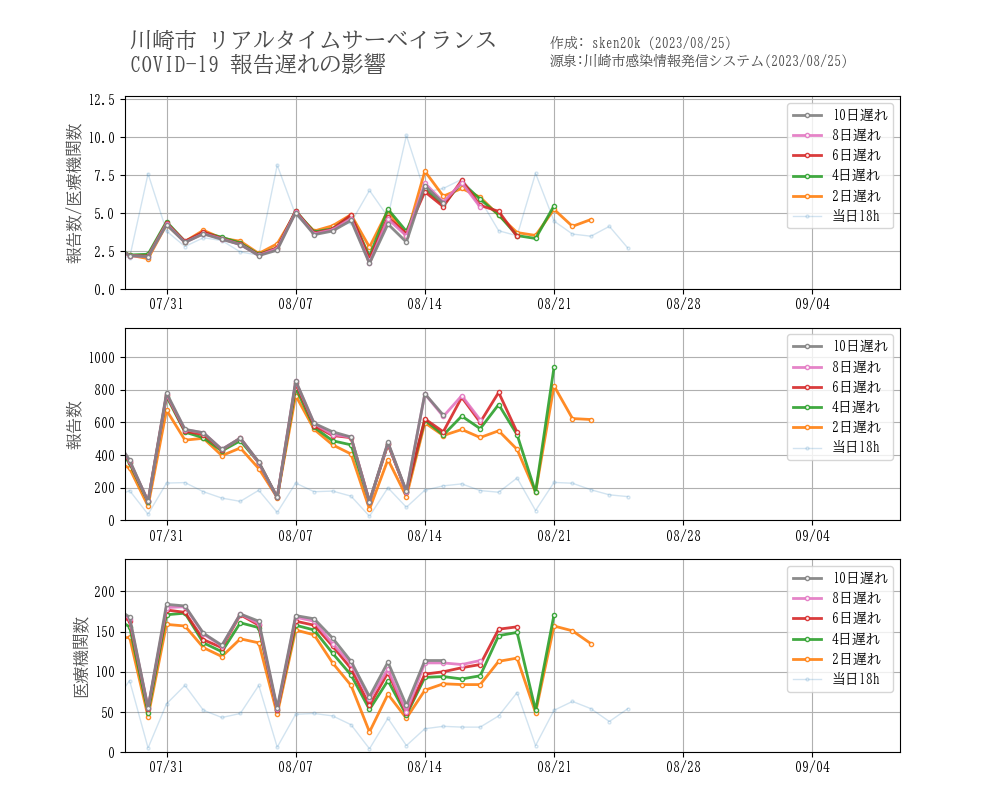 川崎市 リアルタイムサーベイランス
COVID-19 報告遅れの影響
作成: sken20k (2023/08/25)
源泉:川崎市感染情報発信システム(2023/08/25)
報告数/医療機関数
12.5
10.0
7.5
5.0
2.5
0.0
07/31
08/07
08/14
08/21
08/28
09/04
10日遅れ
8日遅れ
6日遅れ
4日遅れ
2日遅れ
当日18h
報告数
1000
800
600
400
200
0
07/31
08/07
08/14
08/21
08/28
09/04
10日遅れ
8日遅れ
6日遅れ
4日遅れ
2日遅れ
当日18h
医療機関数
200
150
100
50
0
07/31
08/07
08/14
08/21
08/28
09/04
10日遅れ
8日遅れ
6日遅れ
4日遅れ
2日遅れ
当日18h